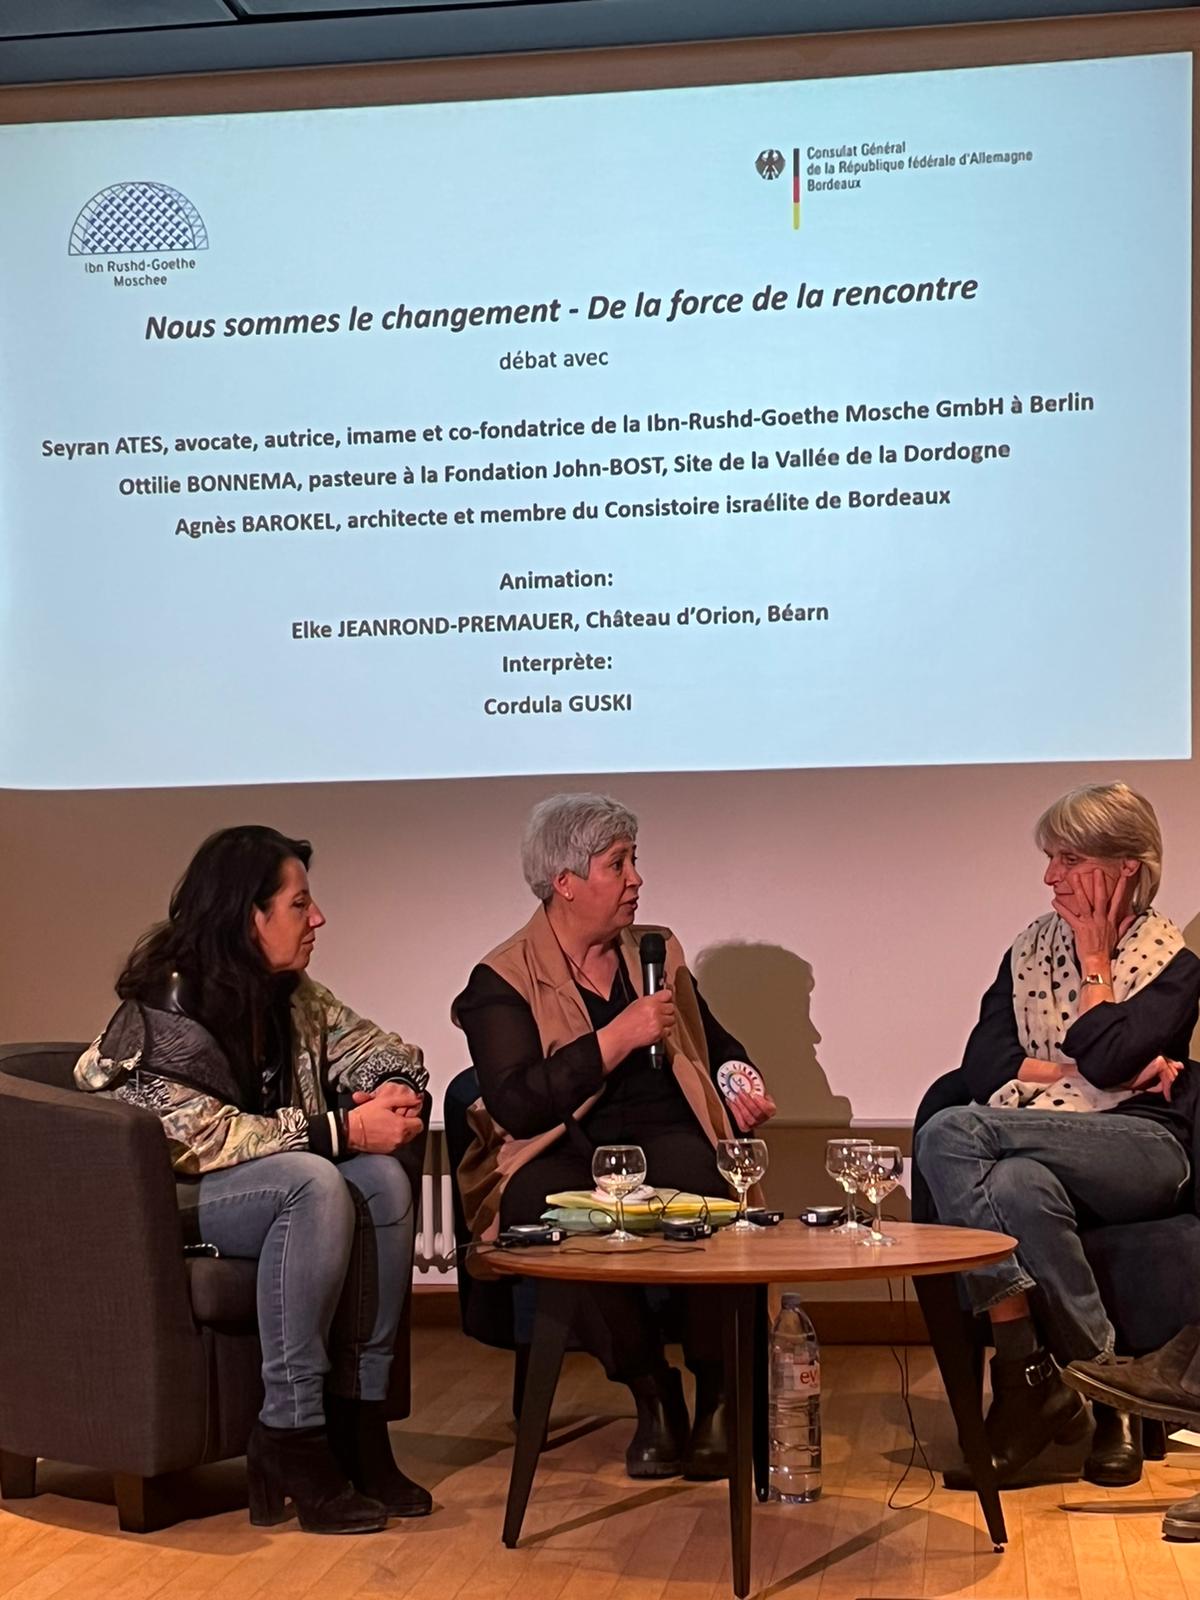 Ibn Rushd-Goethe
Moschee
Consulat Général
de la République fédérale d'Allemagne
Bordeaux
Nous sommes le changement - De la force de la rencontre
débat avec
Seyran ATES, avocate, autrice, imame et co-fondatrice de la Ibn-Rushd-Goethe Mosche GmbH à Berlin
Ottilie BONNEMA, pasteure à la Fondation John-BOST, Site de la Vallée de la Dordogne
Agnès BAROKEL, architecte et membre du Consistoire israélite de Bordeaux
Animation:
Elke JEANROND-PREMAUER, Château d'Orion, Béarn
Interprète:
Cordula GUSKI